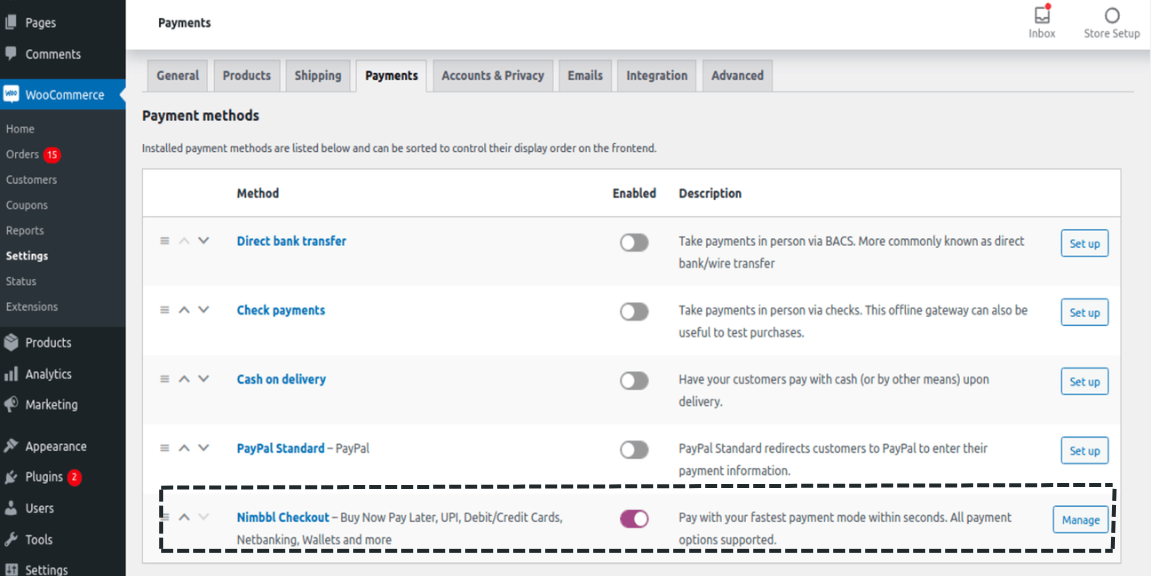 Pages
Comments
WooCommerce
Home
Orders 15
Customers
Coupons
Reports
Settings
Status
Extensions
Products
Analytics
Marketing
Appearance
Plugins 2
Users
Tools
Settings
Payments
Inbox
Store Setup
General Products Shipping Payments Accounts & Privacy Emails Integration Advanced
Payment methods
Installed payment methods are listed below and can be sorted to control their display order on the frontend.
Method Enabled Description
Direct bank transfer
Take payments in person via BACS. More commonly known as direct
bank/wire transfer
Set up
Check payments
Take payments in person via checks. This offline gateway can also be
useful to test purchases.
Set up
Cash on delivery
Have your customers pay with cash (or by other means) upon
delivery.
Set up
PayPal Standard – PayPal
PayPal Standard redirects customers to PayPal to enter their
payment information.
Set up
Nimbbl Checkout – Buy Now Pay Later, UPI, Debit/Credit Cards,
Netbanking, Wallets and more
Pay with your fastest payment mode within seconds. All payment
options supported.
Manage